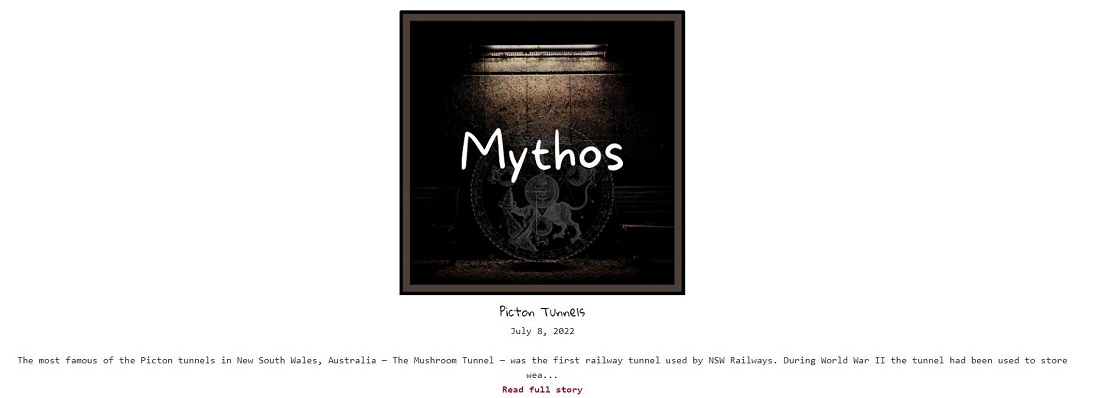 Mythos
Picton Tunnels
July 8, 2022
The most famous of the Picton tunnels in New South Wales, Australia — The Mushroom Tunnel — was the first railway tunnel used by NSW Railways. During World War II the tunnel had been used to store
wea...
Read full story